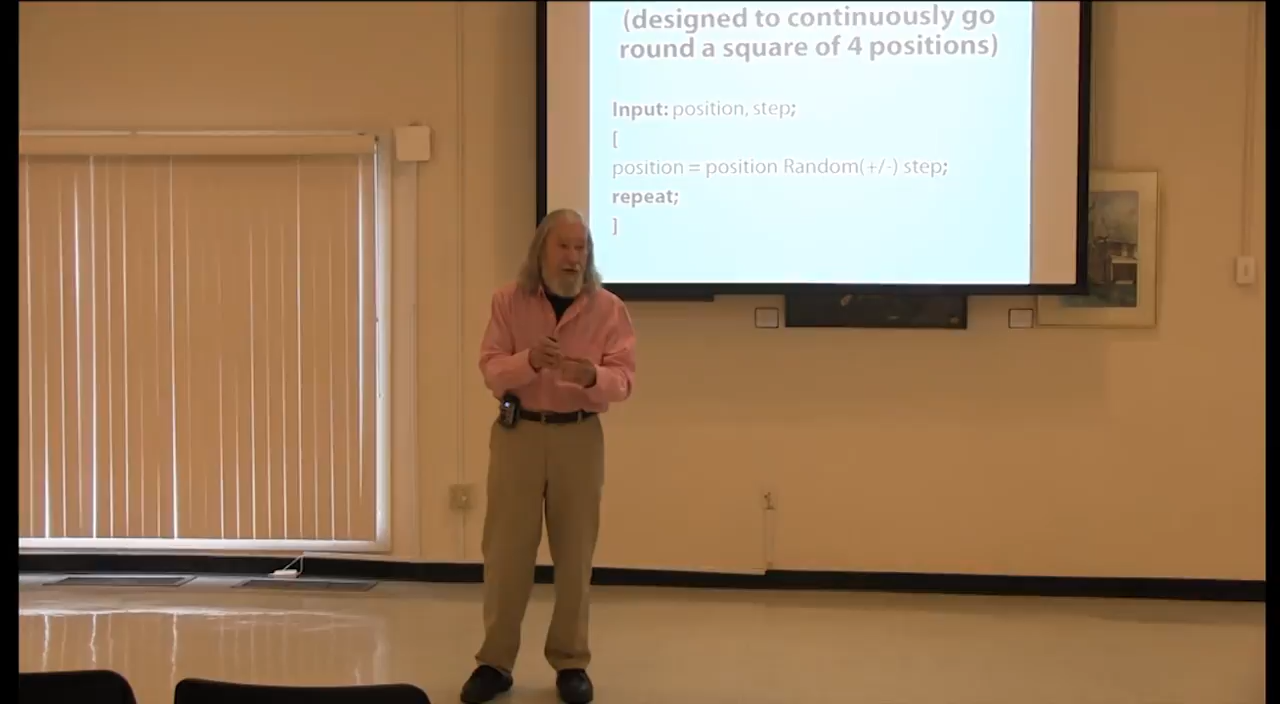 (designed to continuously go
round a square of 4 positions)
Input: position, step;
[
position = position Random(+/-) step;
repeat;
]